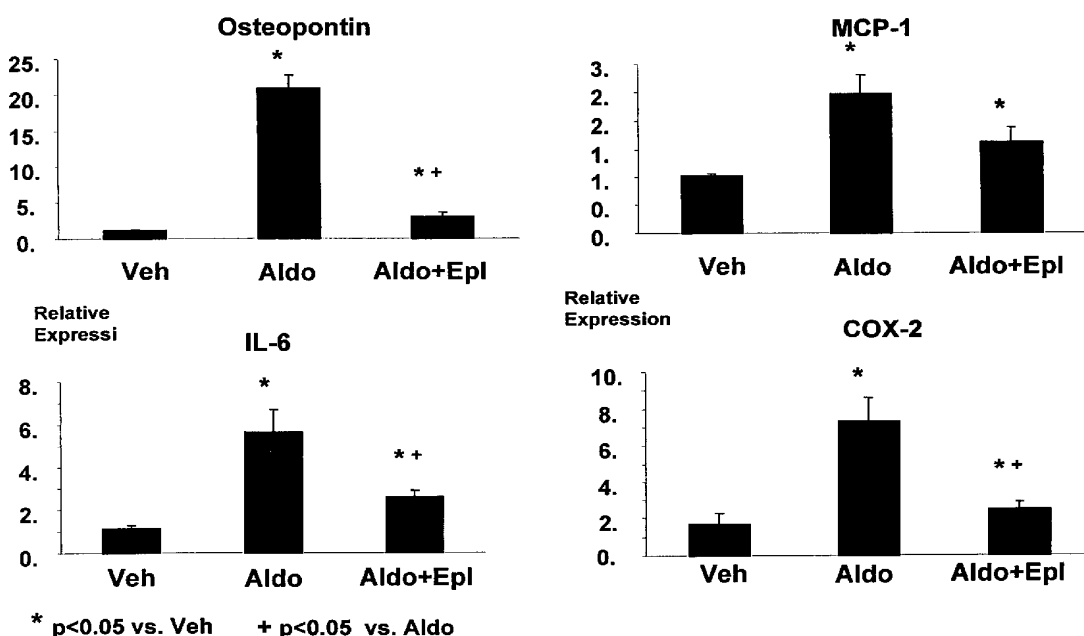 Osteopontin
*
25.
20.
15.
10.
5.
0.
* +
Veh Aldo Aldo+Epl
MCP-1
*
3.
2.
2.
1.
1.
0.
0.
*
Veh Aldo Aldo+Epl
Relative
Expressi
IL-6
*
8.
6.
4.
2.
0.
* +
Veh Aldo Aldo+Epl
Relative
Expression
COX-2
*
10.
8.
6.
4.
2.
0.
* +
Veh Aldo Aldo+Epl
* p<0.05 vs. Veh + p<0.05 vs. Aldo